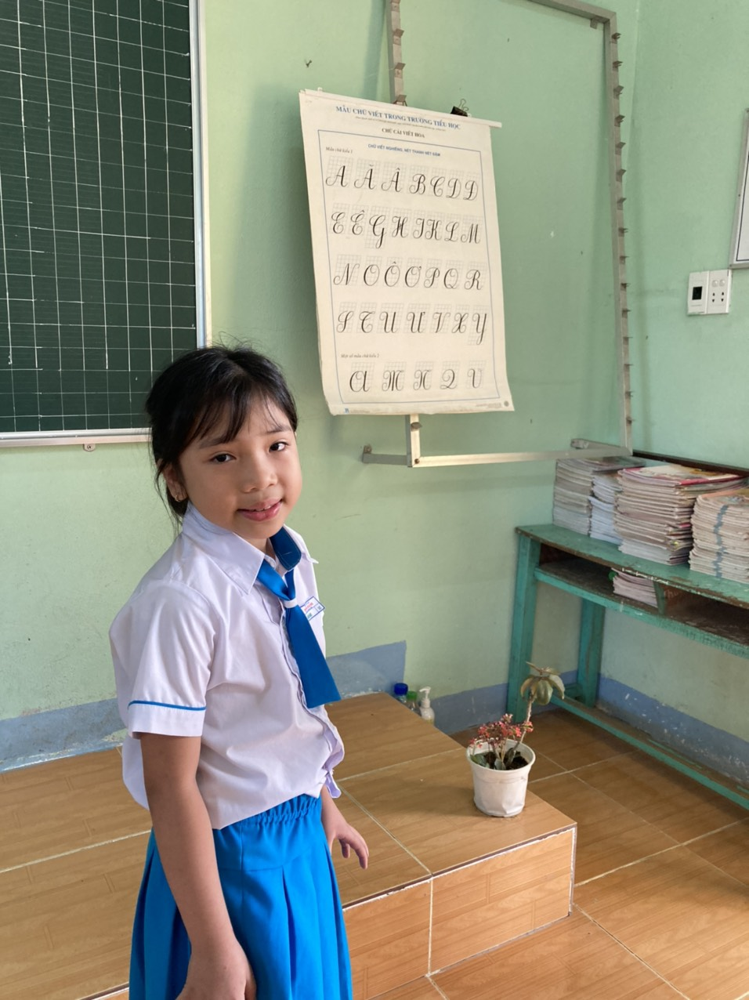 MẪU CHỮ VIẾT TRONG TRƯỜNG TIỂU HỌC
CHỮ CÁI VIẾT HOA
CHỮ VIẾT NGHIÊNG, NÉT THANH NÉT ĐẬM
Mẫu chữ kiểu 1
A Ă Â B C D Đ
E Ê G H I K L M
N O Ô Ơ P Q R
S T U Ư V X Y
Một số mẫu chữ kiểu 2
A M N Q V